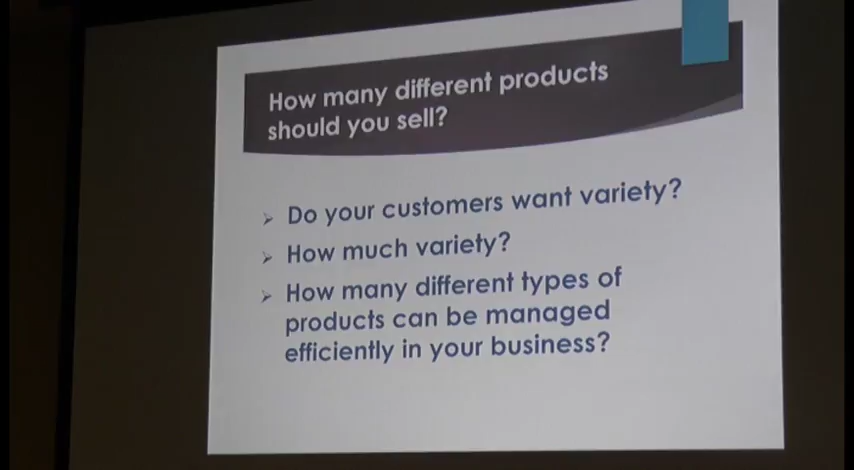 How many different products
should you sell?
Do your customers want variety?
How much variety?
How many different types of
products can be managed
efficiently in your business?